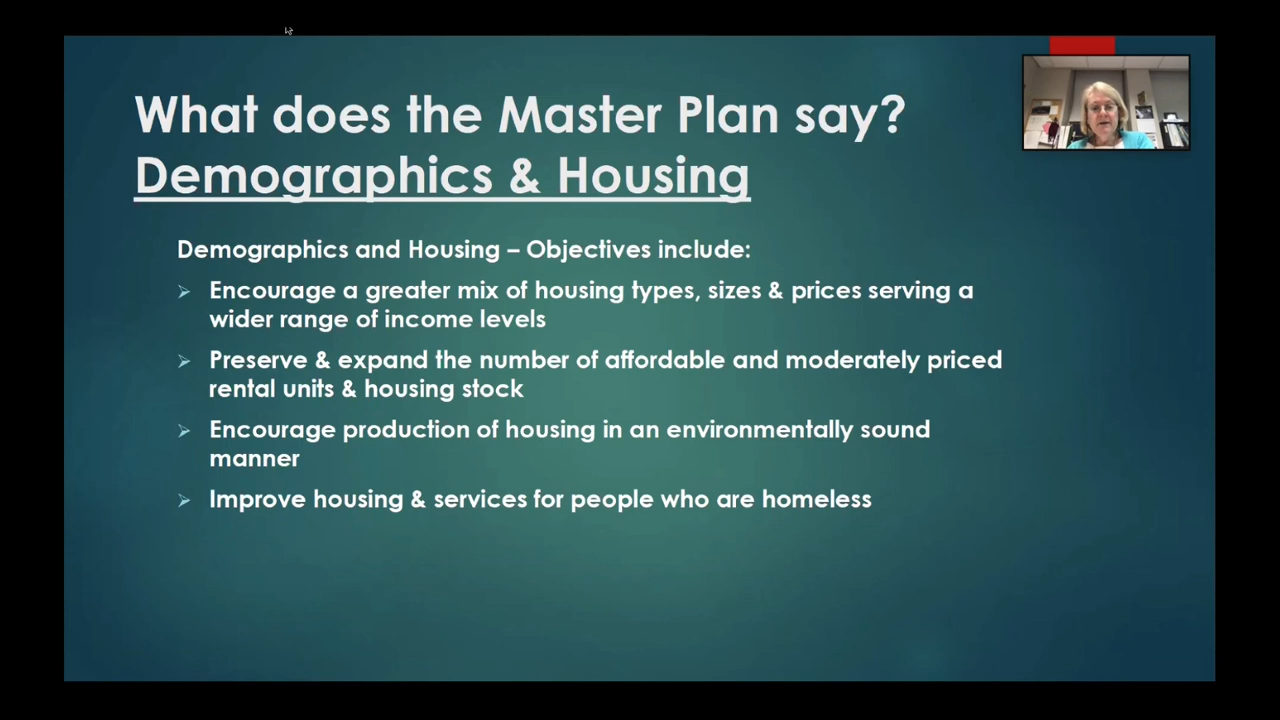 What does the Master Plan say?
Demographics & Housing
Demographics and Housing – Objectives include:
Encourage a greater mix of housing types, sizes & prices serving a
wider range of income levels
Preserve & expand the number of affordable and moderately priced
rental units & housing stock
Encourage production of housing in an environmentally sound
manner
Improve housing & services for people who are homeless